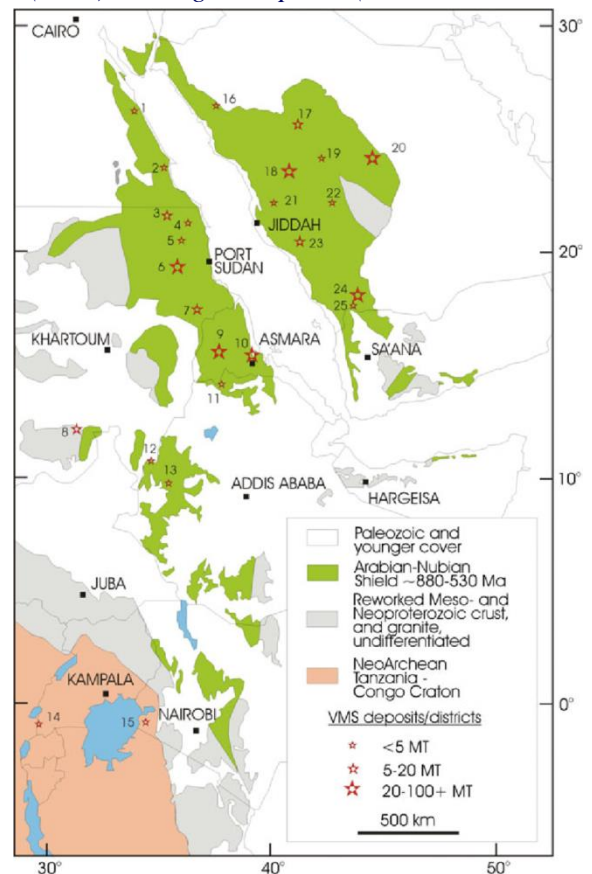 CAIRO
30°
1
16
17
2
18
19
20
3
4
21
22
5
JIDDAH
23
6
PORT
SUDAN
20°
7
24
25
KHARTOUM
9
10
ASMARA
SA'ANA
11
8
12
13
ADDIS ABABA
HARGEISA
10°
JUBA
KAMPALA
14
15
NAIROBI
0°
Paleozoic and
younger cover
Arabian-Nubian
Shield ~880-530 Ma
Reworked Meso- and
Neoproterozoic crust,
and granite,
undifferentiated
NeoArchean
Tanzania -
Congo Craton
VMS deposits/districts
<5 MT
5-20 MT
20-100+ MT
500 km
30°
40°
50°